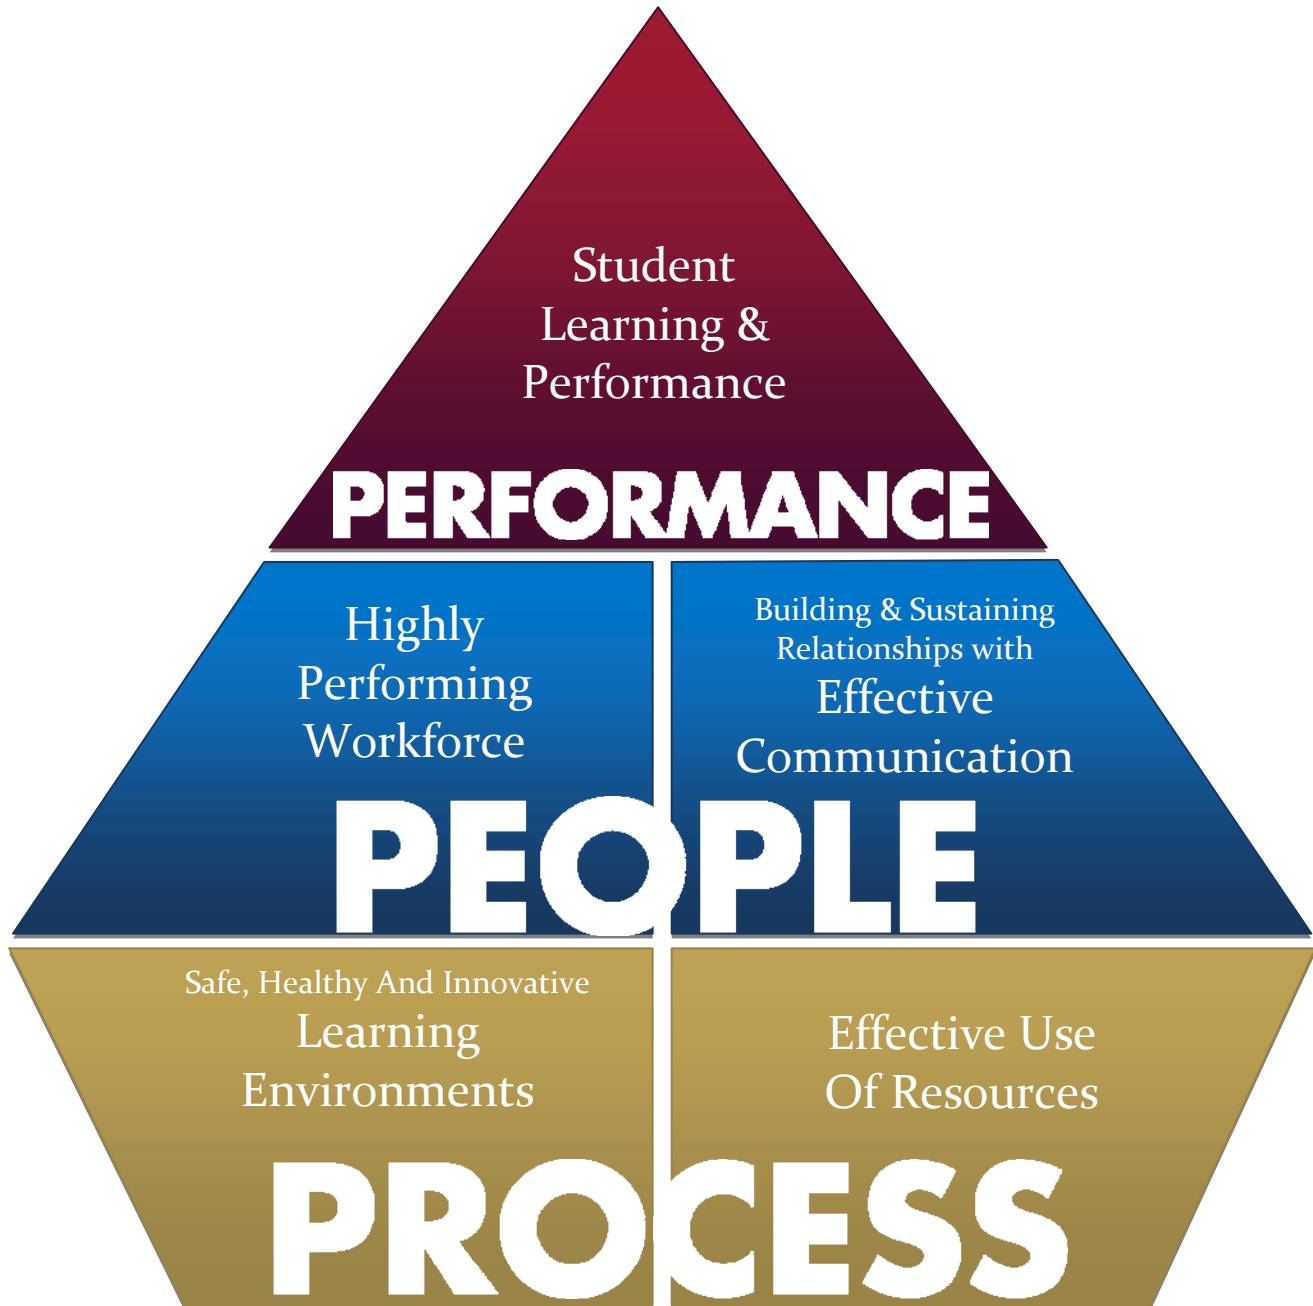 Student
Learning &
Performance
PERFORMANCE
Highly
Performing
Workforce
Building & Sustaining
Relationships with
Effective
Communication
PEOPLE
Safe, Healthy And Innovative
Learning
Environments
Effective Use
Of Resources
PROCESS